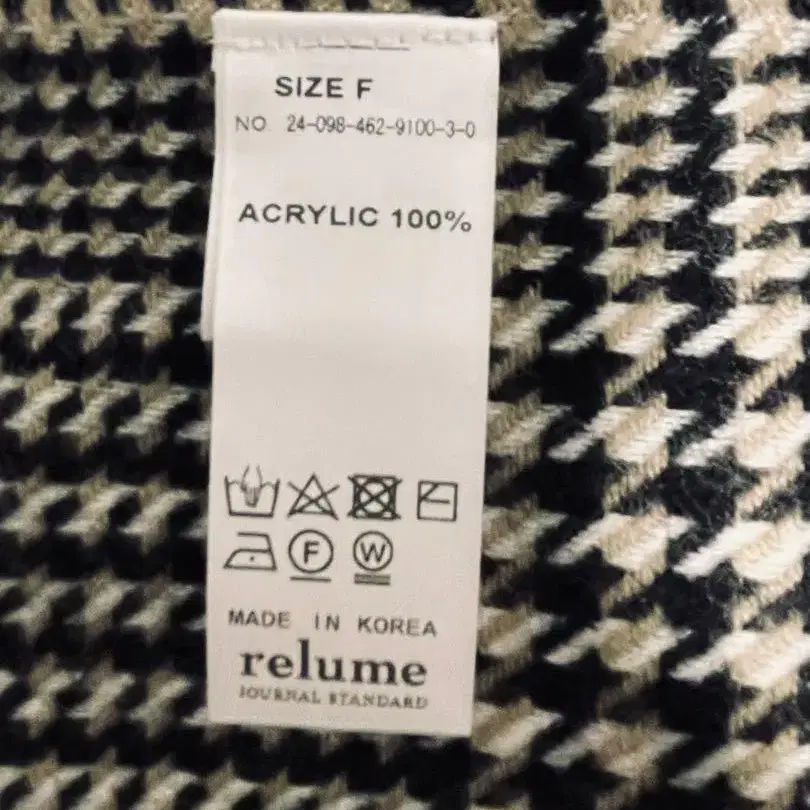 SIZE F
NO. 24-098-462-9100-3-0
ACRYLIC 100%
F W
MADE IN KOREA
relume
JOURNAL STANDARD